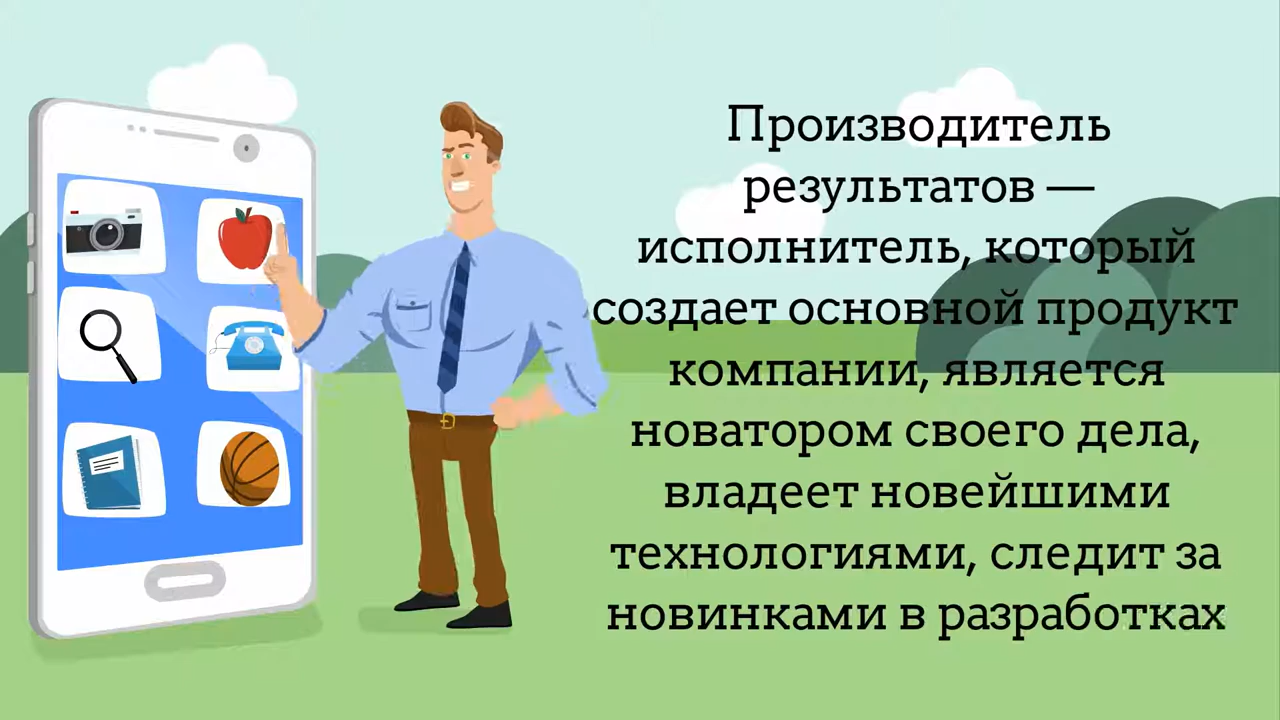 Производитель
результатов —
исполнитель, который
создает основной продукт
компании, является
новатором своего дела,
владеет новейшими
технологиями, следит за
новинками в разработках